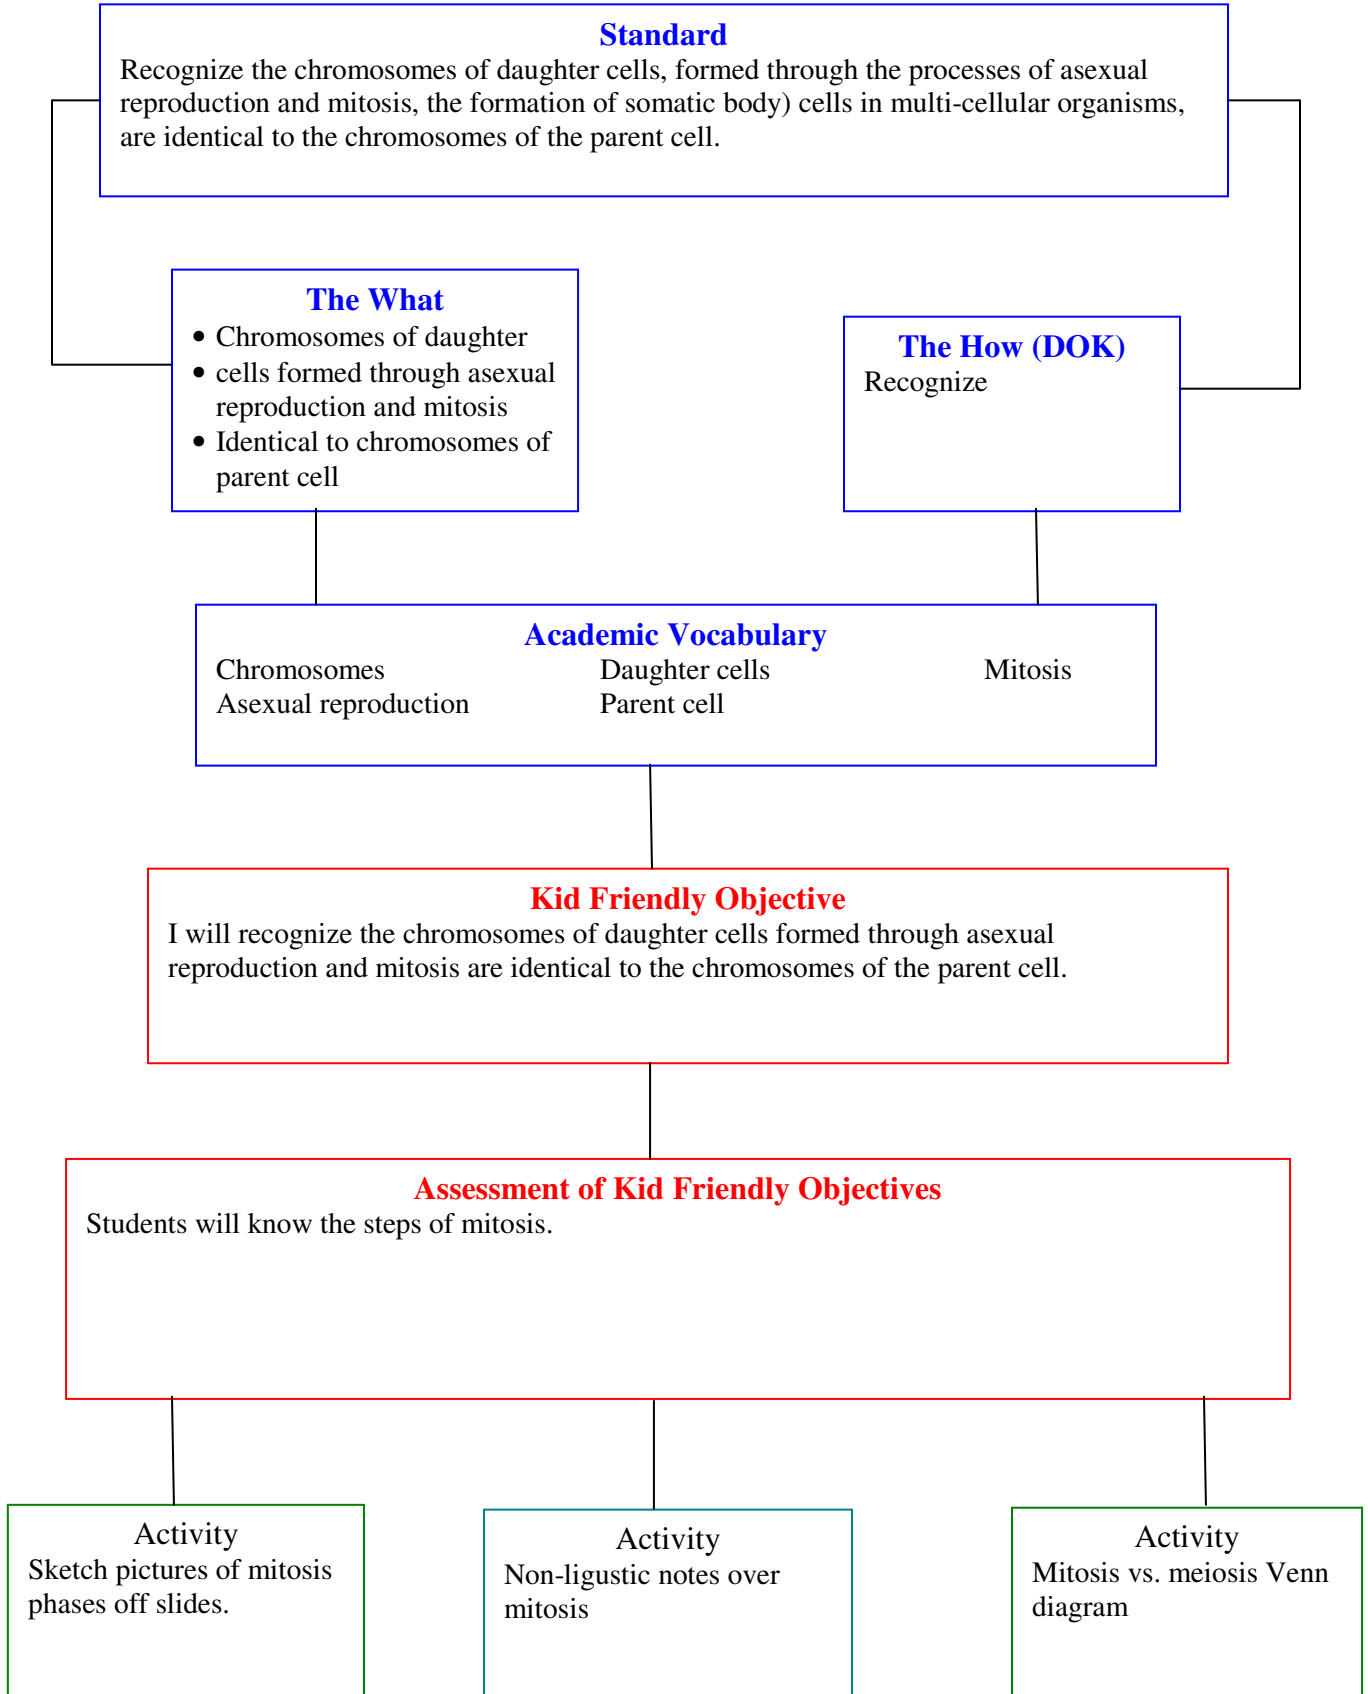 Standard
Recognize the chromosomes of daughter cells, formed through the processes of asexual
reproduction and mitosis, the formation of somatic body) cells in multi-cellular organisms,
are identical to the chromosomes of the parent cell.
The What
• Chromosomes of daughter
• cells formed through asexual
reproduction and mitosis
• Identical to chromosomes of
parent cell
The How (DOK)
Recognize
Academic Vocabulary
Chromosomes Daughter cells Mitosis
Asexual reproduction Parent cell
Kid Friendly Objective
I will recognize the chromosomes of daughter cells formed through asexual
reproduction and mitosis are identical to the chromosomes of the parent cell.
Assessment of Kid Friendly Objectives
Students will know the steps of mitosis.
Activity
Sketch pictures of mitosis
phases off slides.
Activity
Non-ligustic notes over
mitosis
Activity
Mitosis vs. meiosis Venn
diagram